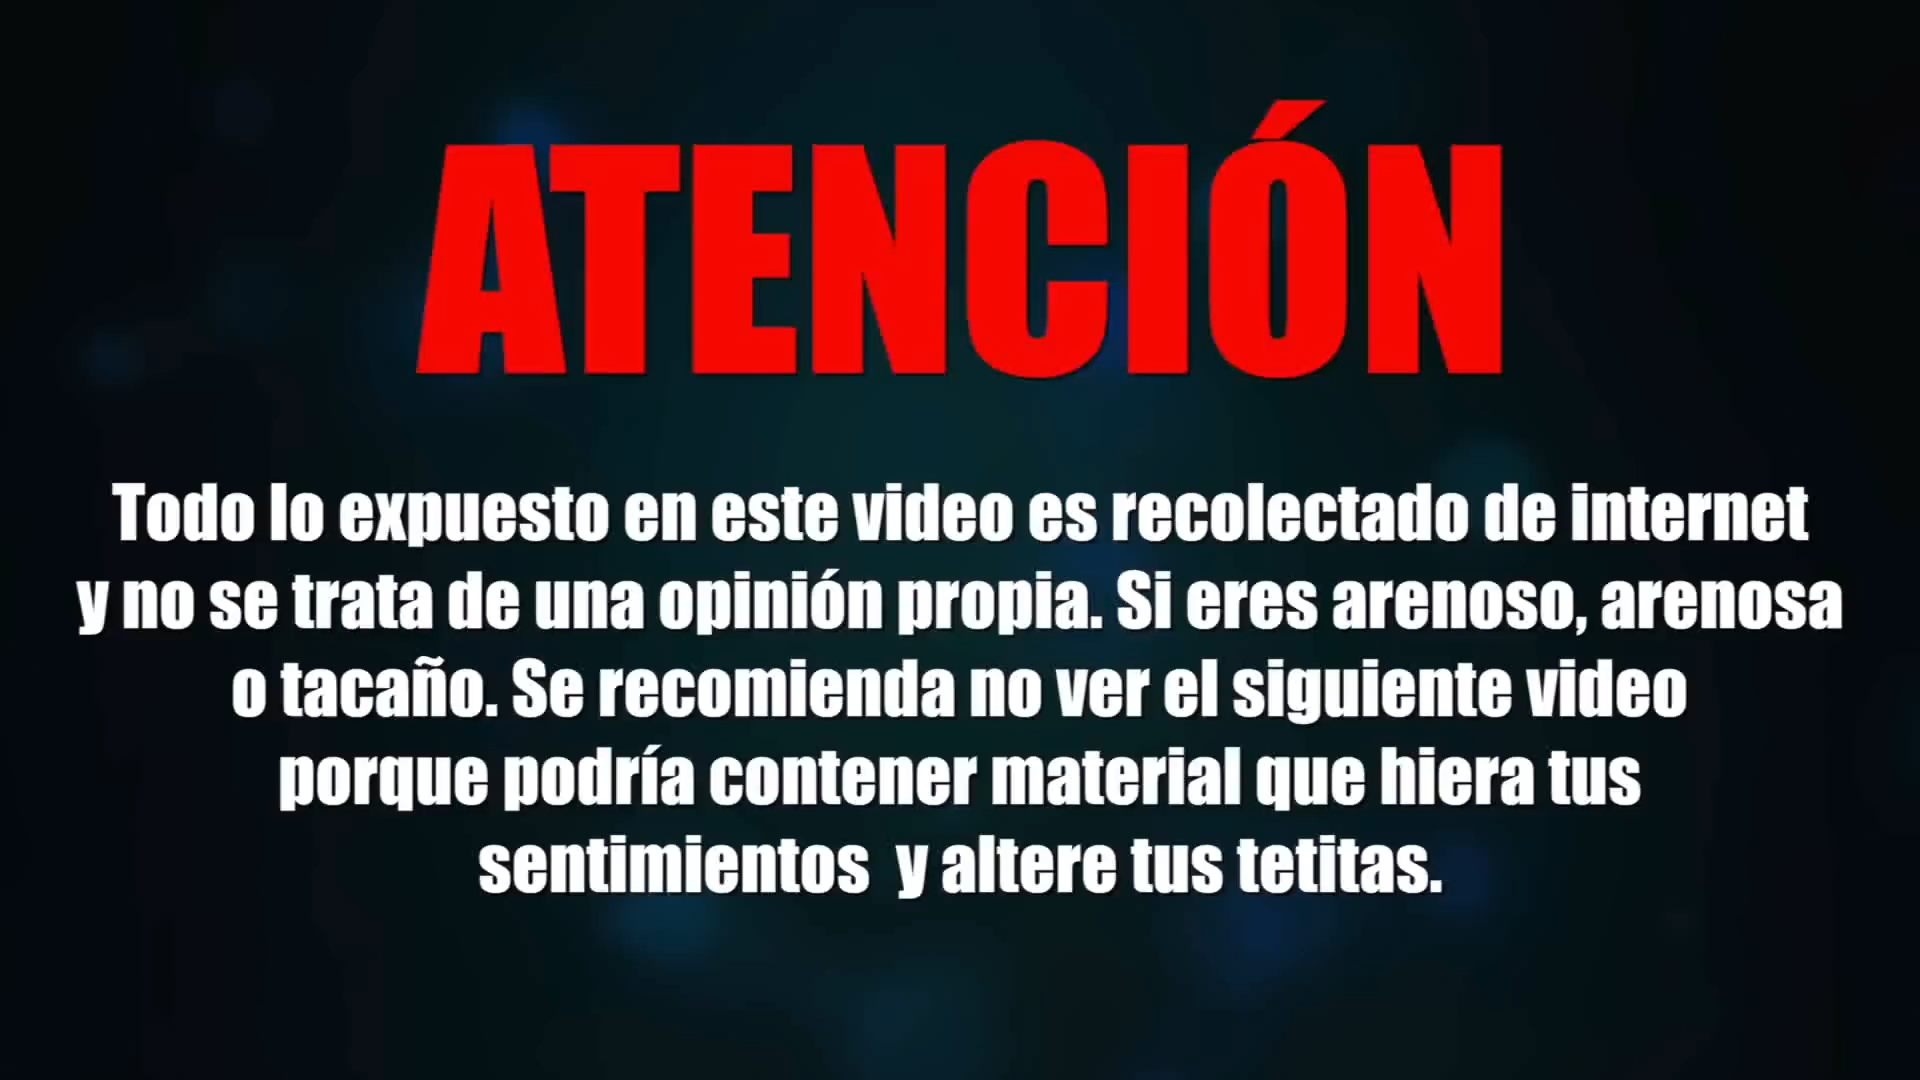 ATENCIÓN
Todo lo expuesto en este video es recolectado de internet
y no se trata de una opinión propia. Si eres arenoso, arenosa
o tacaño. Se recomienda no ver el siguiente video
porque podría contener material que hiera tus
sentimientos  y altere tus tetitas.